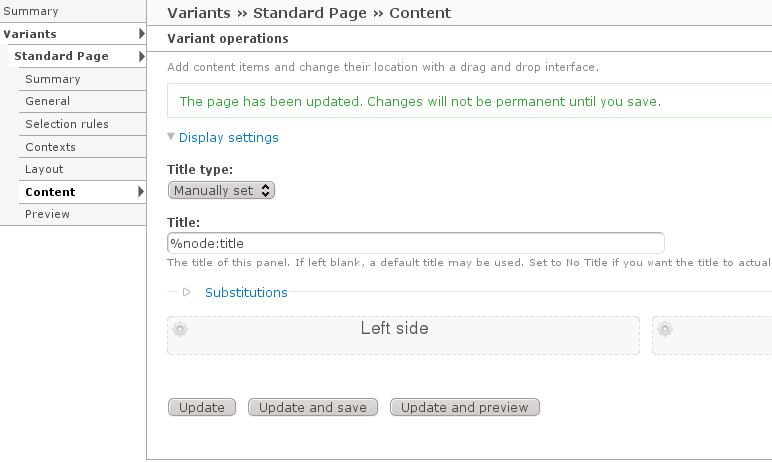 Summary
Variants
Standard Page
Summary
General
Selection rules
Contexts
Layout
Content
Preview
Variants » Standard Page » Content
Variant operations
Add content items and change their location with a drag and drop interface.
The page has been updated. Changes will not be permanent until you save.
Display settings
Title type:
Manually set
Title:
%node:title
The title of this panel. If left blank, a default title may be used. Set to No Title if you want the title to actual
Substitutions
Left side
Update
Update and save
Update and preview